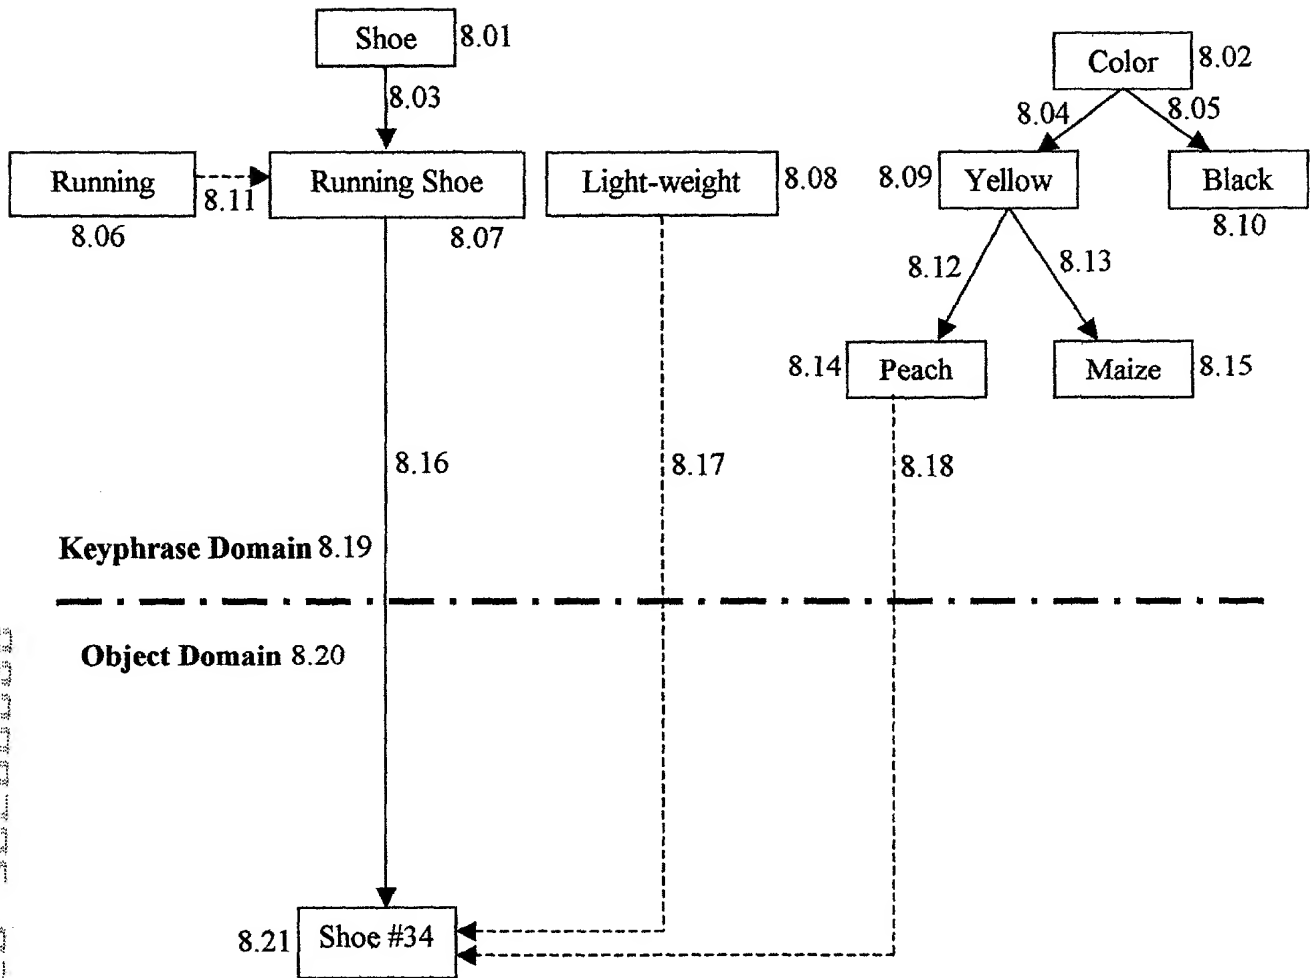 Shoe 8.01
Color 8.02
8.03
8.04 8.05
Running 8.11 Running Shoe Light-weight 8.08 8.09 Yellow Black
8.06 8.07 8.10
8.12 8.13
8.14 Peach Maize 8.15
8.16 8.17 8.18
Keyphrase Domain 8.19
Object Domain 8.20
8.21 Shoe #34